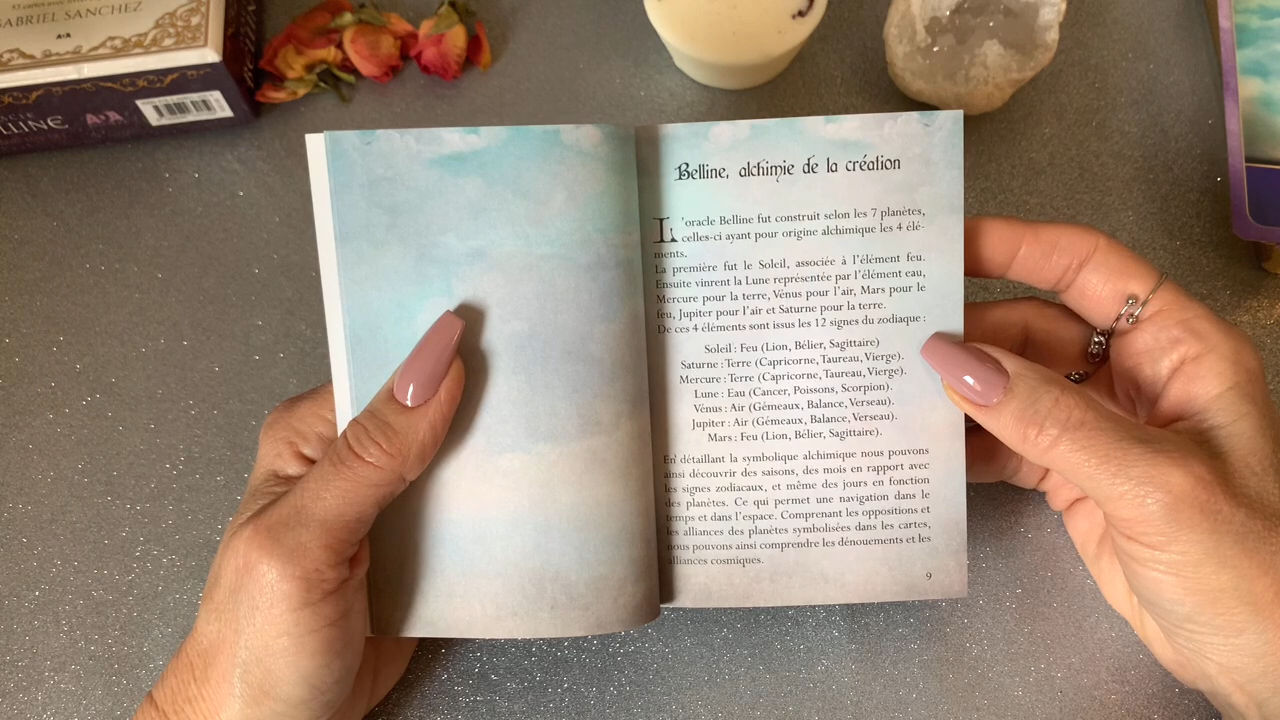 53 cartes avec
GABRIEL SANCHEZ
Belline, alchimie de la création
L'oracle Belline fut construit selon les 7 planètes,
celles-ci ayant pour origine alchimique les 4 élé-
ments.
La première fut le Soleil, associée à l'élément feu.
Ensuite vinrent la Lune représentée par l'élément eau,
Mercure pour la terre, Vénus pour l'air, Mars pour le
feu, Jupiter pour l'air et Saturne pour la terre.
De ces 4 éléments sont issus les 12 signes du zodiaque :
Soleil : Feu (Lion, Bélier, Sagittaire)
Saturne : Terre (Capricorne, Taureau, Vierge).
Mercure : Terre (Capricorne, Taureau, Vierge).
Lune : Eau (Cancer, Poissons, Scorpion).
Vénus : Air (Gémeaux, Balance, Verseau).
Jupiter : Air (Gémeaux, Balance, Verseau).
Mars : Feu (Lion, Bélier, Sagittaire).
En détaillant la symbolique alchimique nous pouvons
ainsi découvrir des saisons, des mois en rapport avec
les signes zodiacaux, et même des jours en fonction
des planètes. Ce qui permet une navigation dans le
temps et dans l'espace. Comprenant les oppositions et
les alliances des planètes symbolisées dans les cartes,
nous pouvons ainsi comprendre les dénouements et les
alliances cosmiques.
9